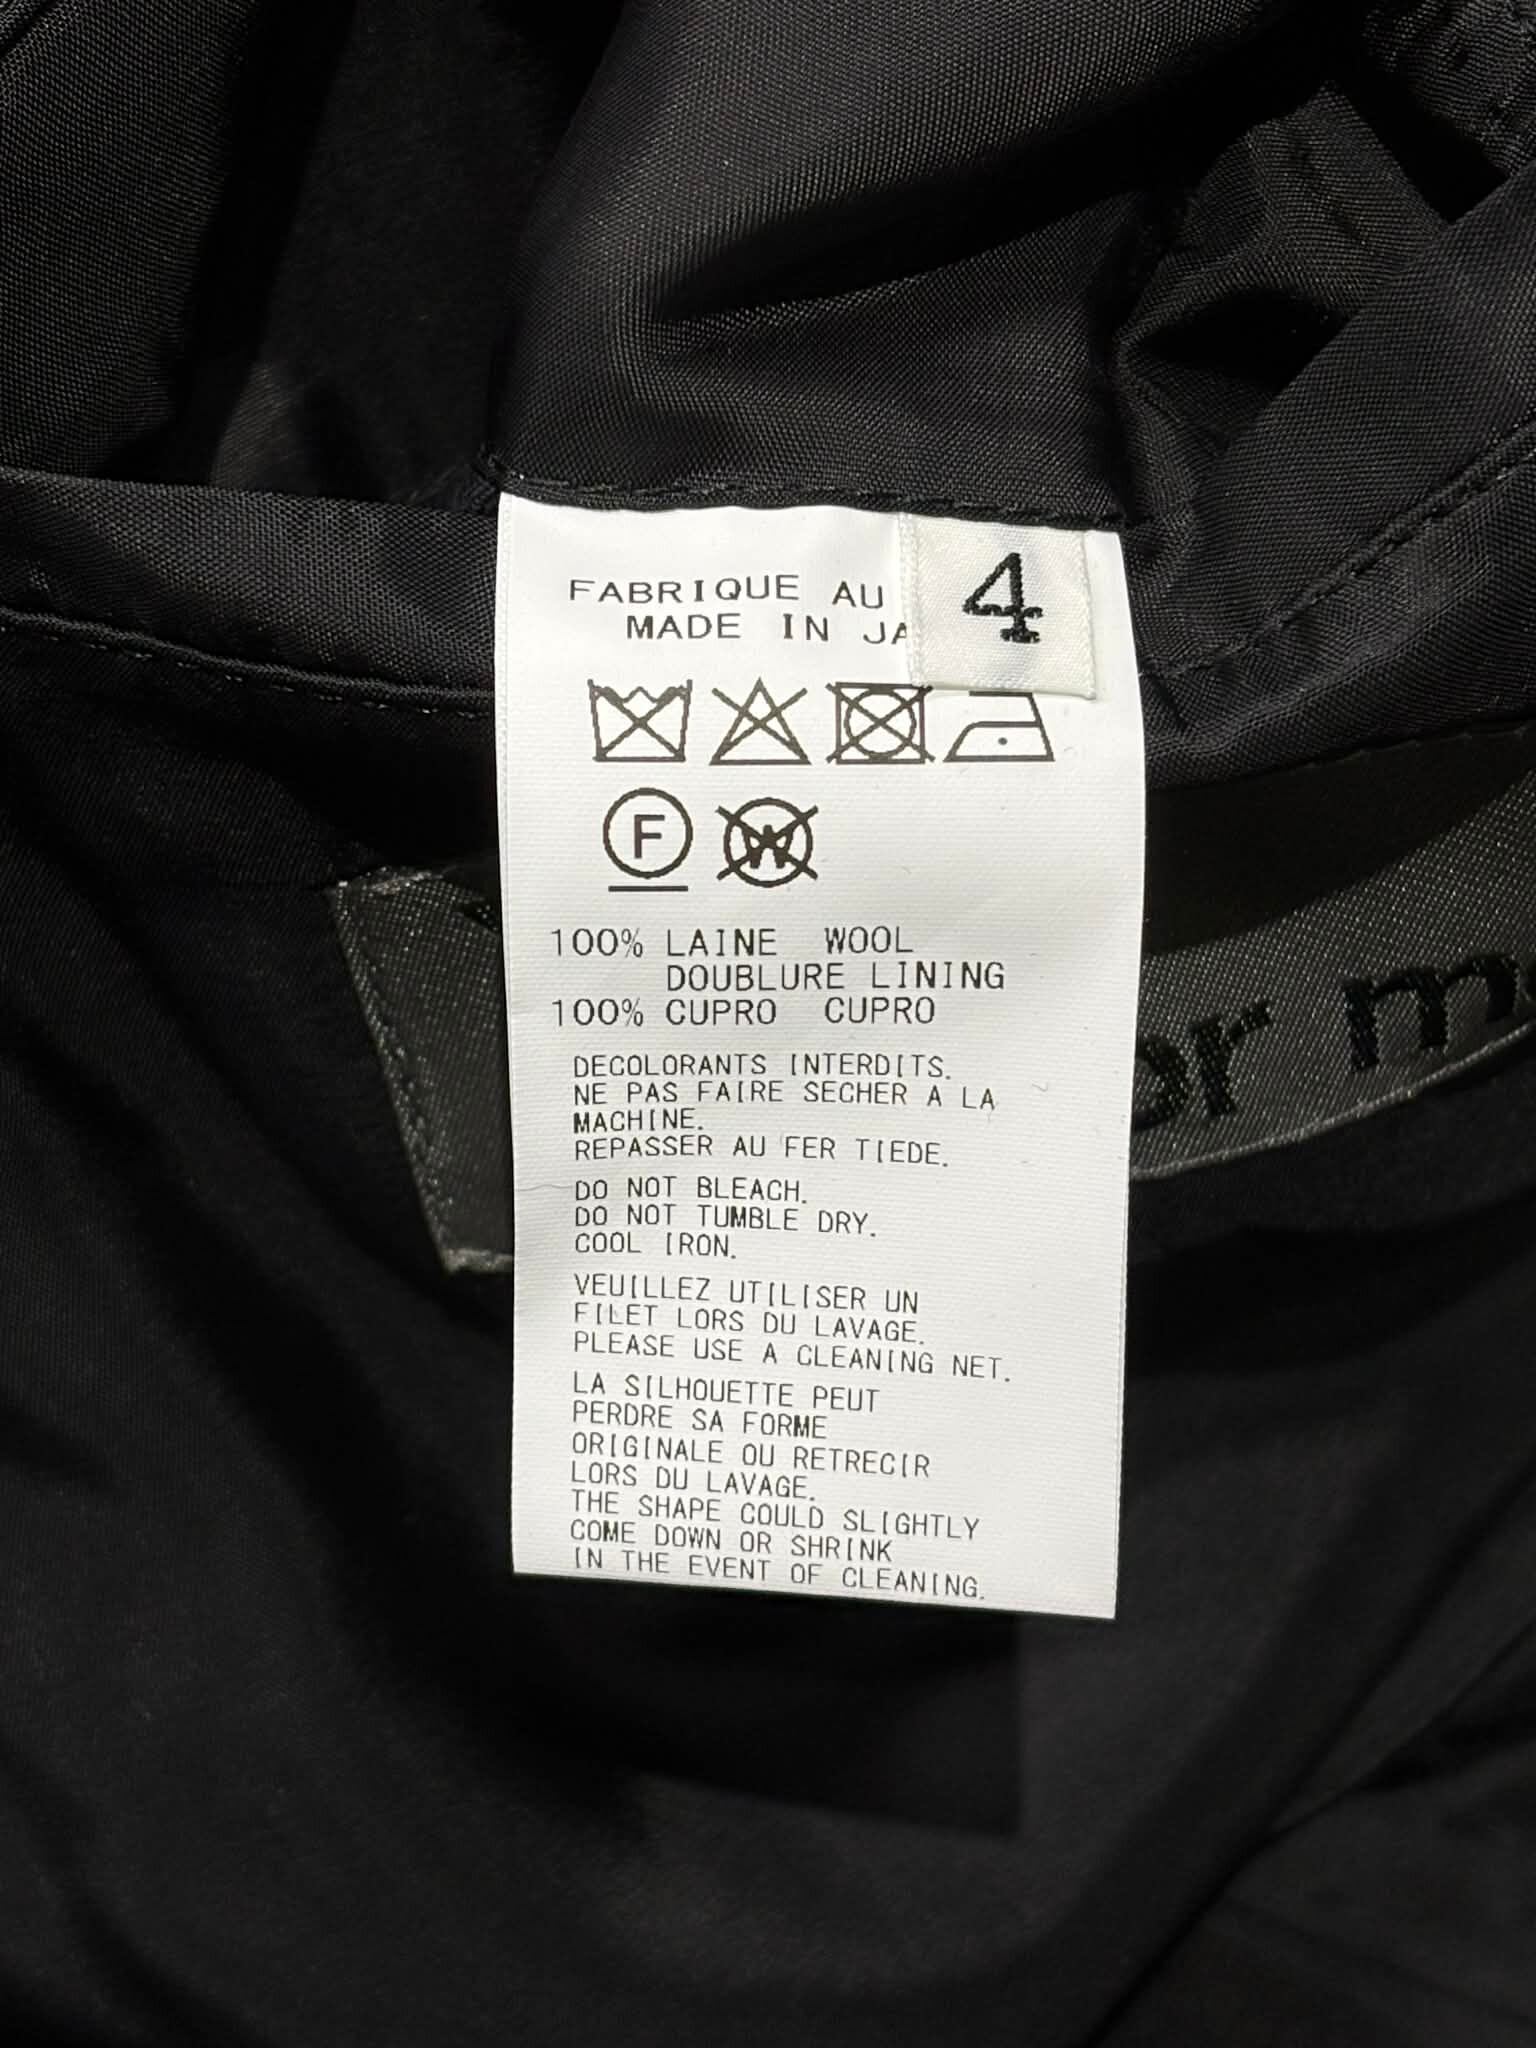 FABRIQUE AU
MADE IN JA
4
F
W
100% LAINE WOOL
DOUBLURE LINING
100% CUPRO CUPRO
DECOLORANTS INTERDITS.
NE PAS FAIRE SECHER A LA
MACHINE.
REPASSER AU FER TIEDE.
DO NOT BLEACH.
DO NOT TUMBLE DRY.
COOL IRON.
VEUILLEZ UTILISER UN
FILET LORS DU LAVAGE.
PLEASE USE A CLEANING NET.
LA SILHOUETTE PEUT
PERDRE SA FORME
ORIGINALE OU RETRECIR
LORS DU LAVAGE.
THE SHAPE COULD SLIGHTLY
COME DOWN OR SHRINK
IN THE EVENT OF CLEANING.
or m